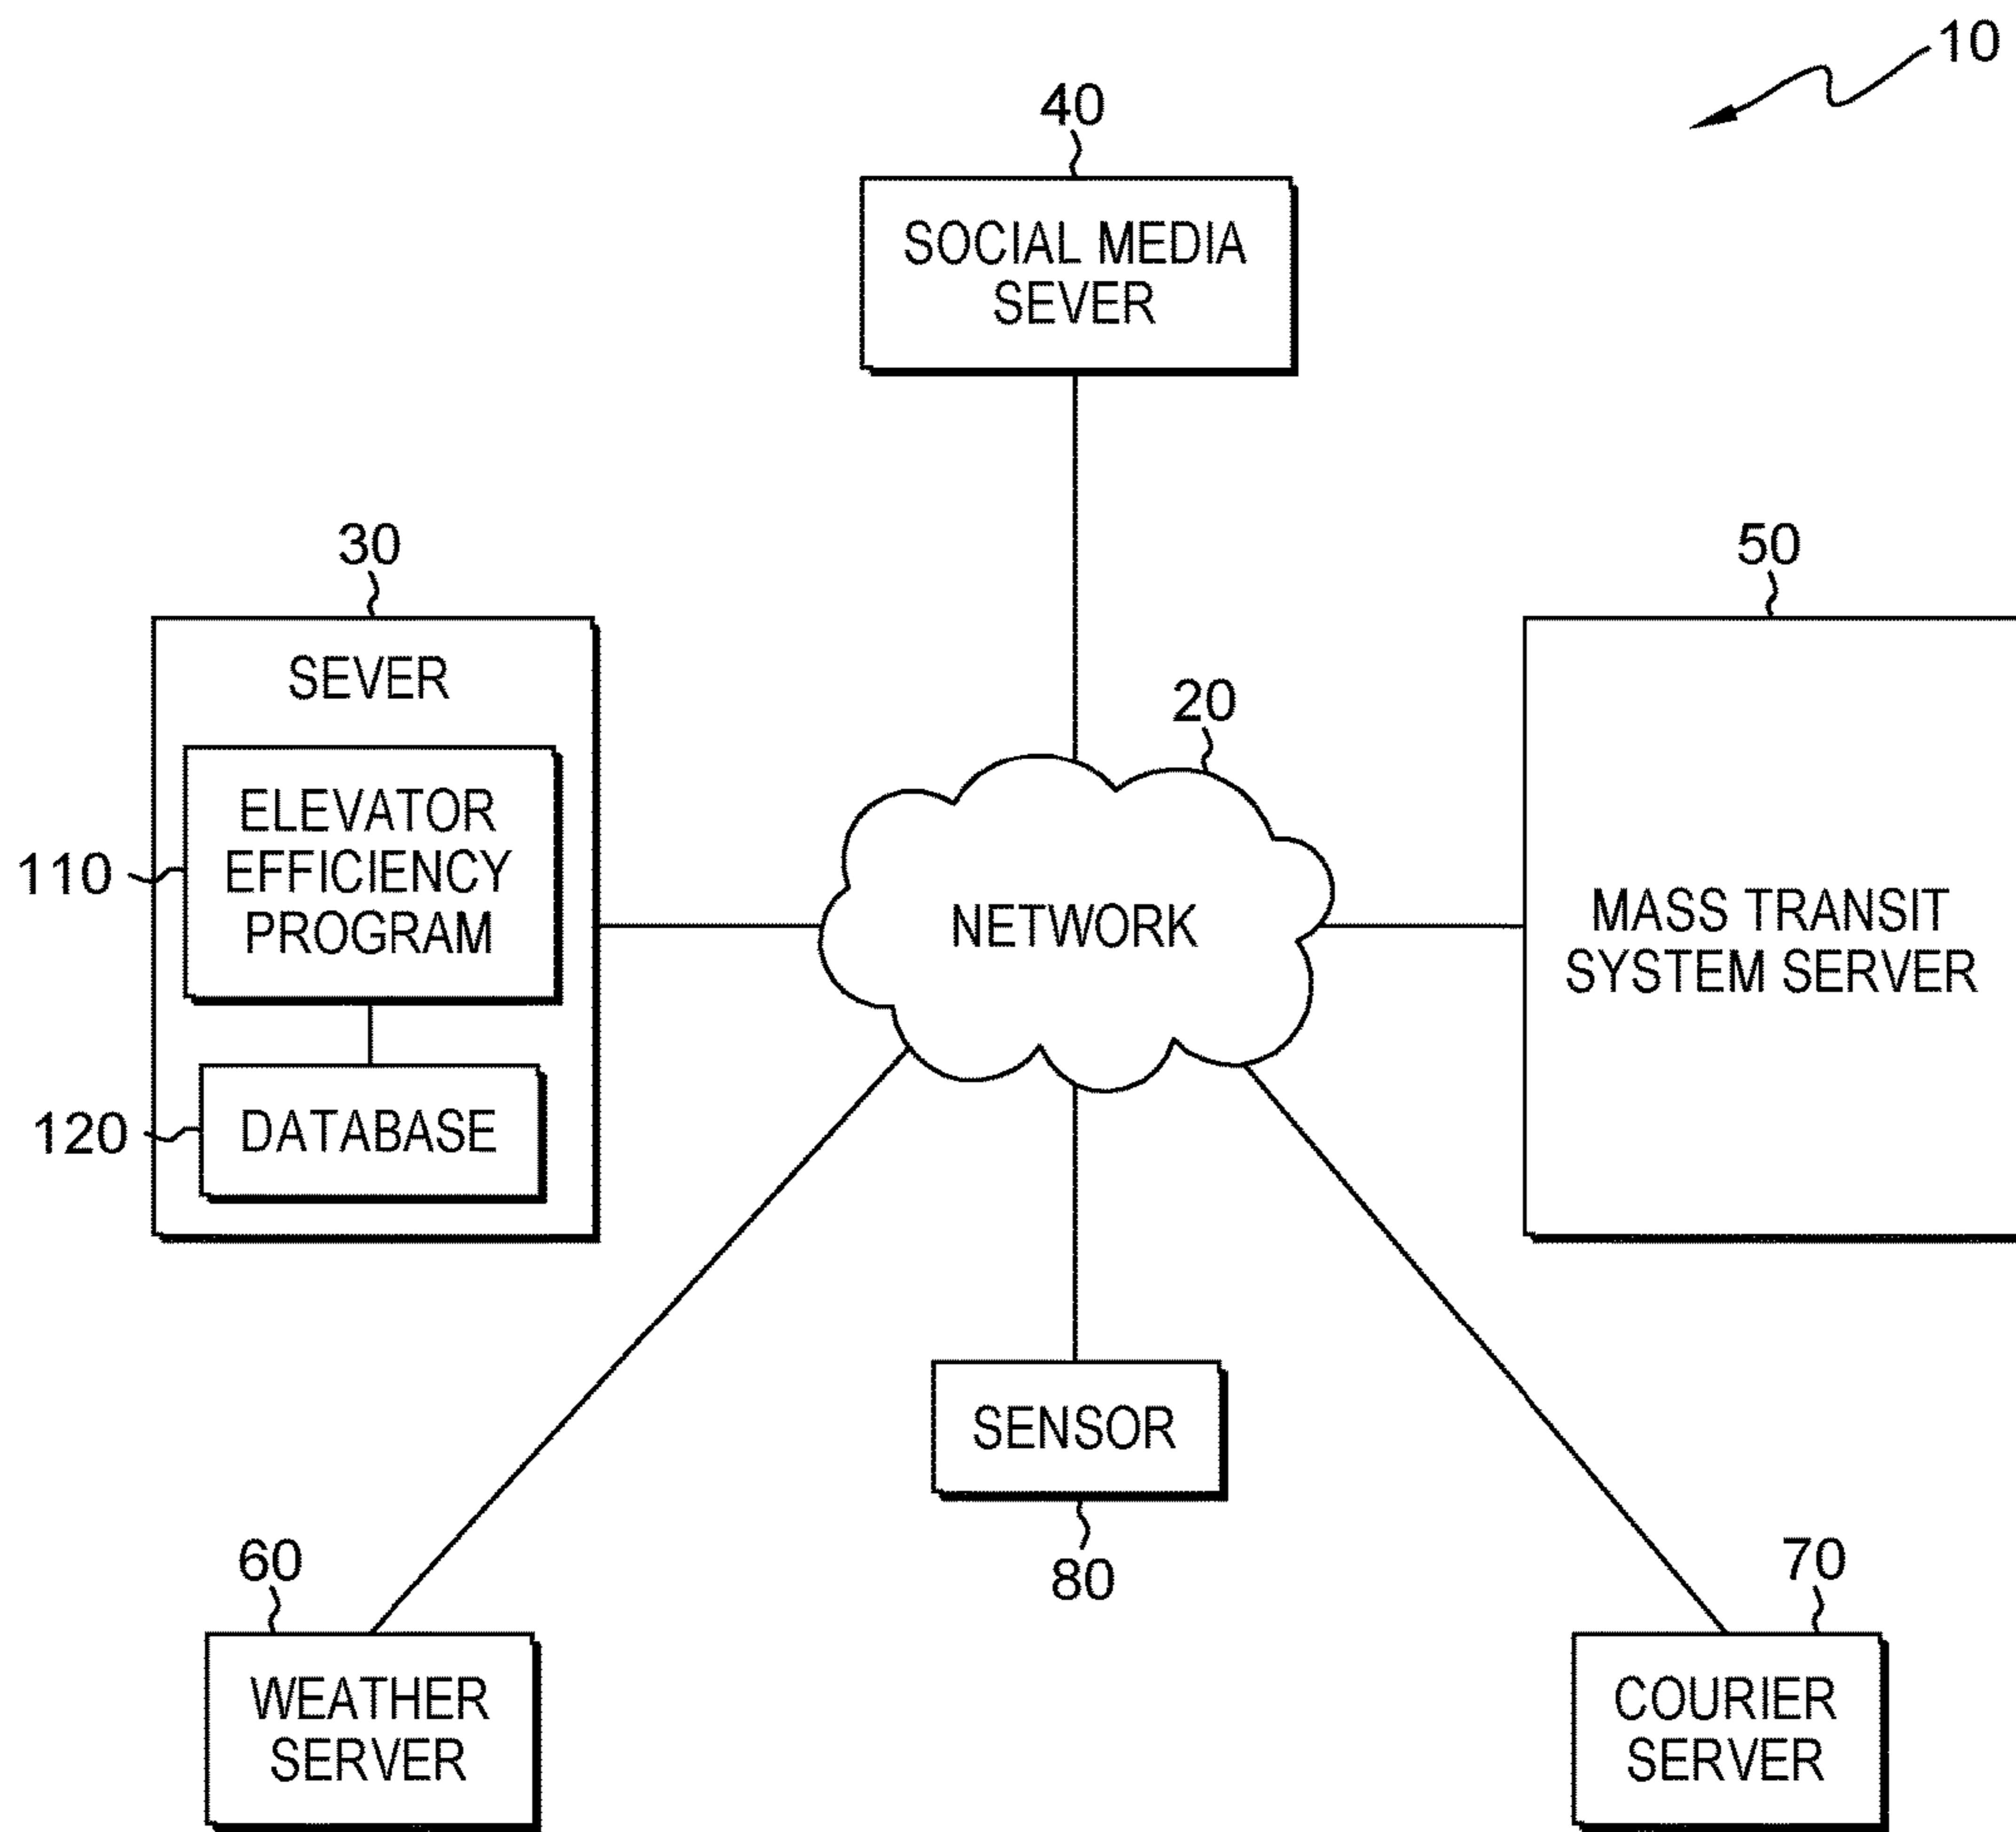 10
40
SOCIAL MEDIA
SEVER
30
SEVER
110
ELEVATOR
EFFICIENCY
PROGRAM
120
DATABASE
20
NETWORK
50
MASS TRANSIT
SYSTEM SERVER
SENSOR
80
60
WEATHER
SERVER
70
COURIER
SERVER